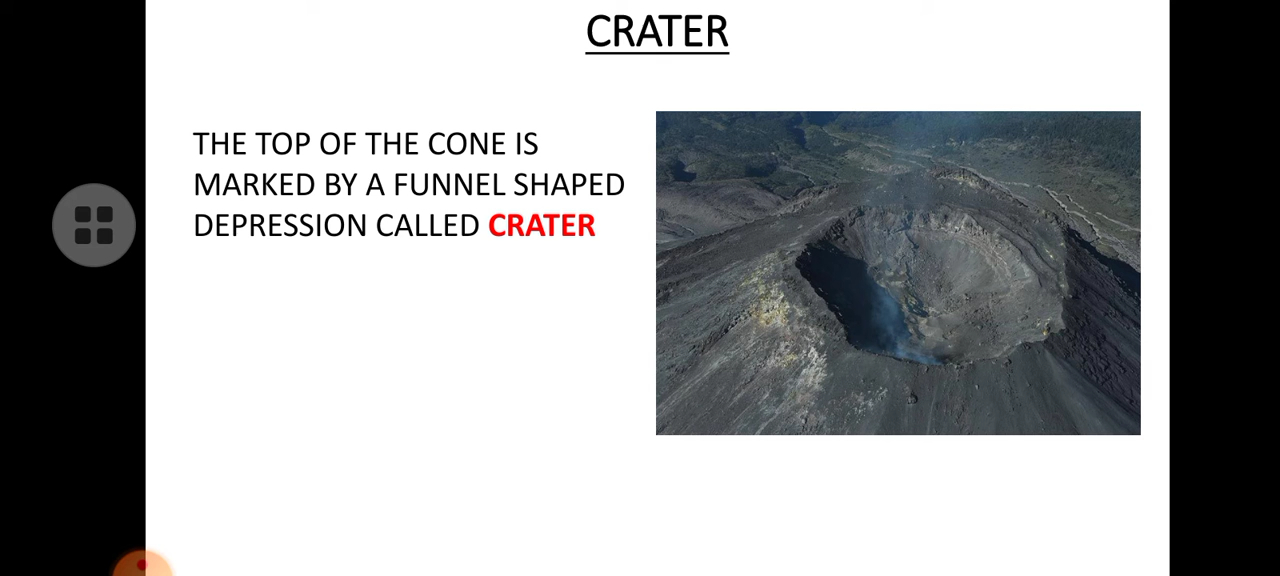 CRATER
THE TOP OF THE CONE IS
MARKED BY A FUNNEL SHAPED
DEPRESSION CALLED CRATER